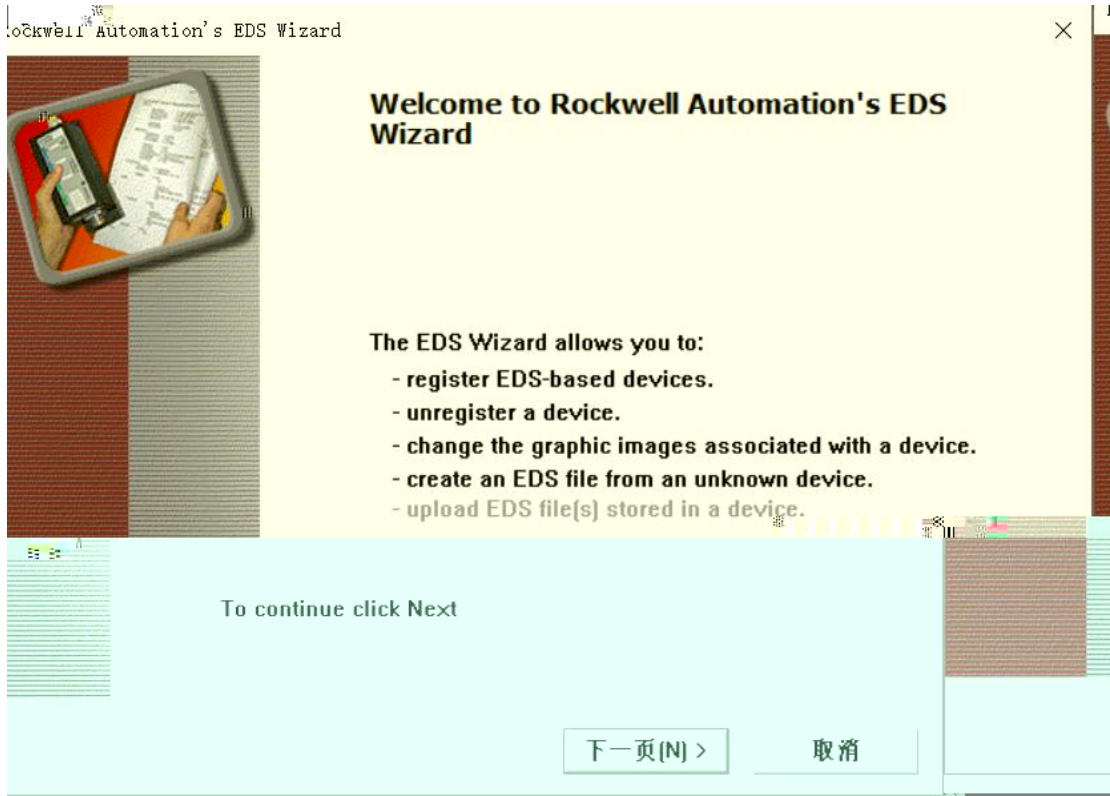 Rockwell Automation's EDS Wizard
Welcome to Rockwell Automation's EDS
Wizard
The EDS Wizard allows you to:
- register EDS-based devices.
- unregister a device.
- change the graphic images associated with a device.
- create an EDS file from an unknown device.
- upload EDS file(s) stored in a device.
To continue click Next
下一页(N) >
取消